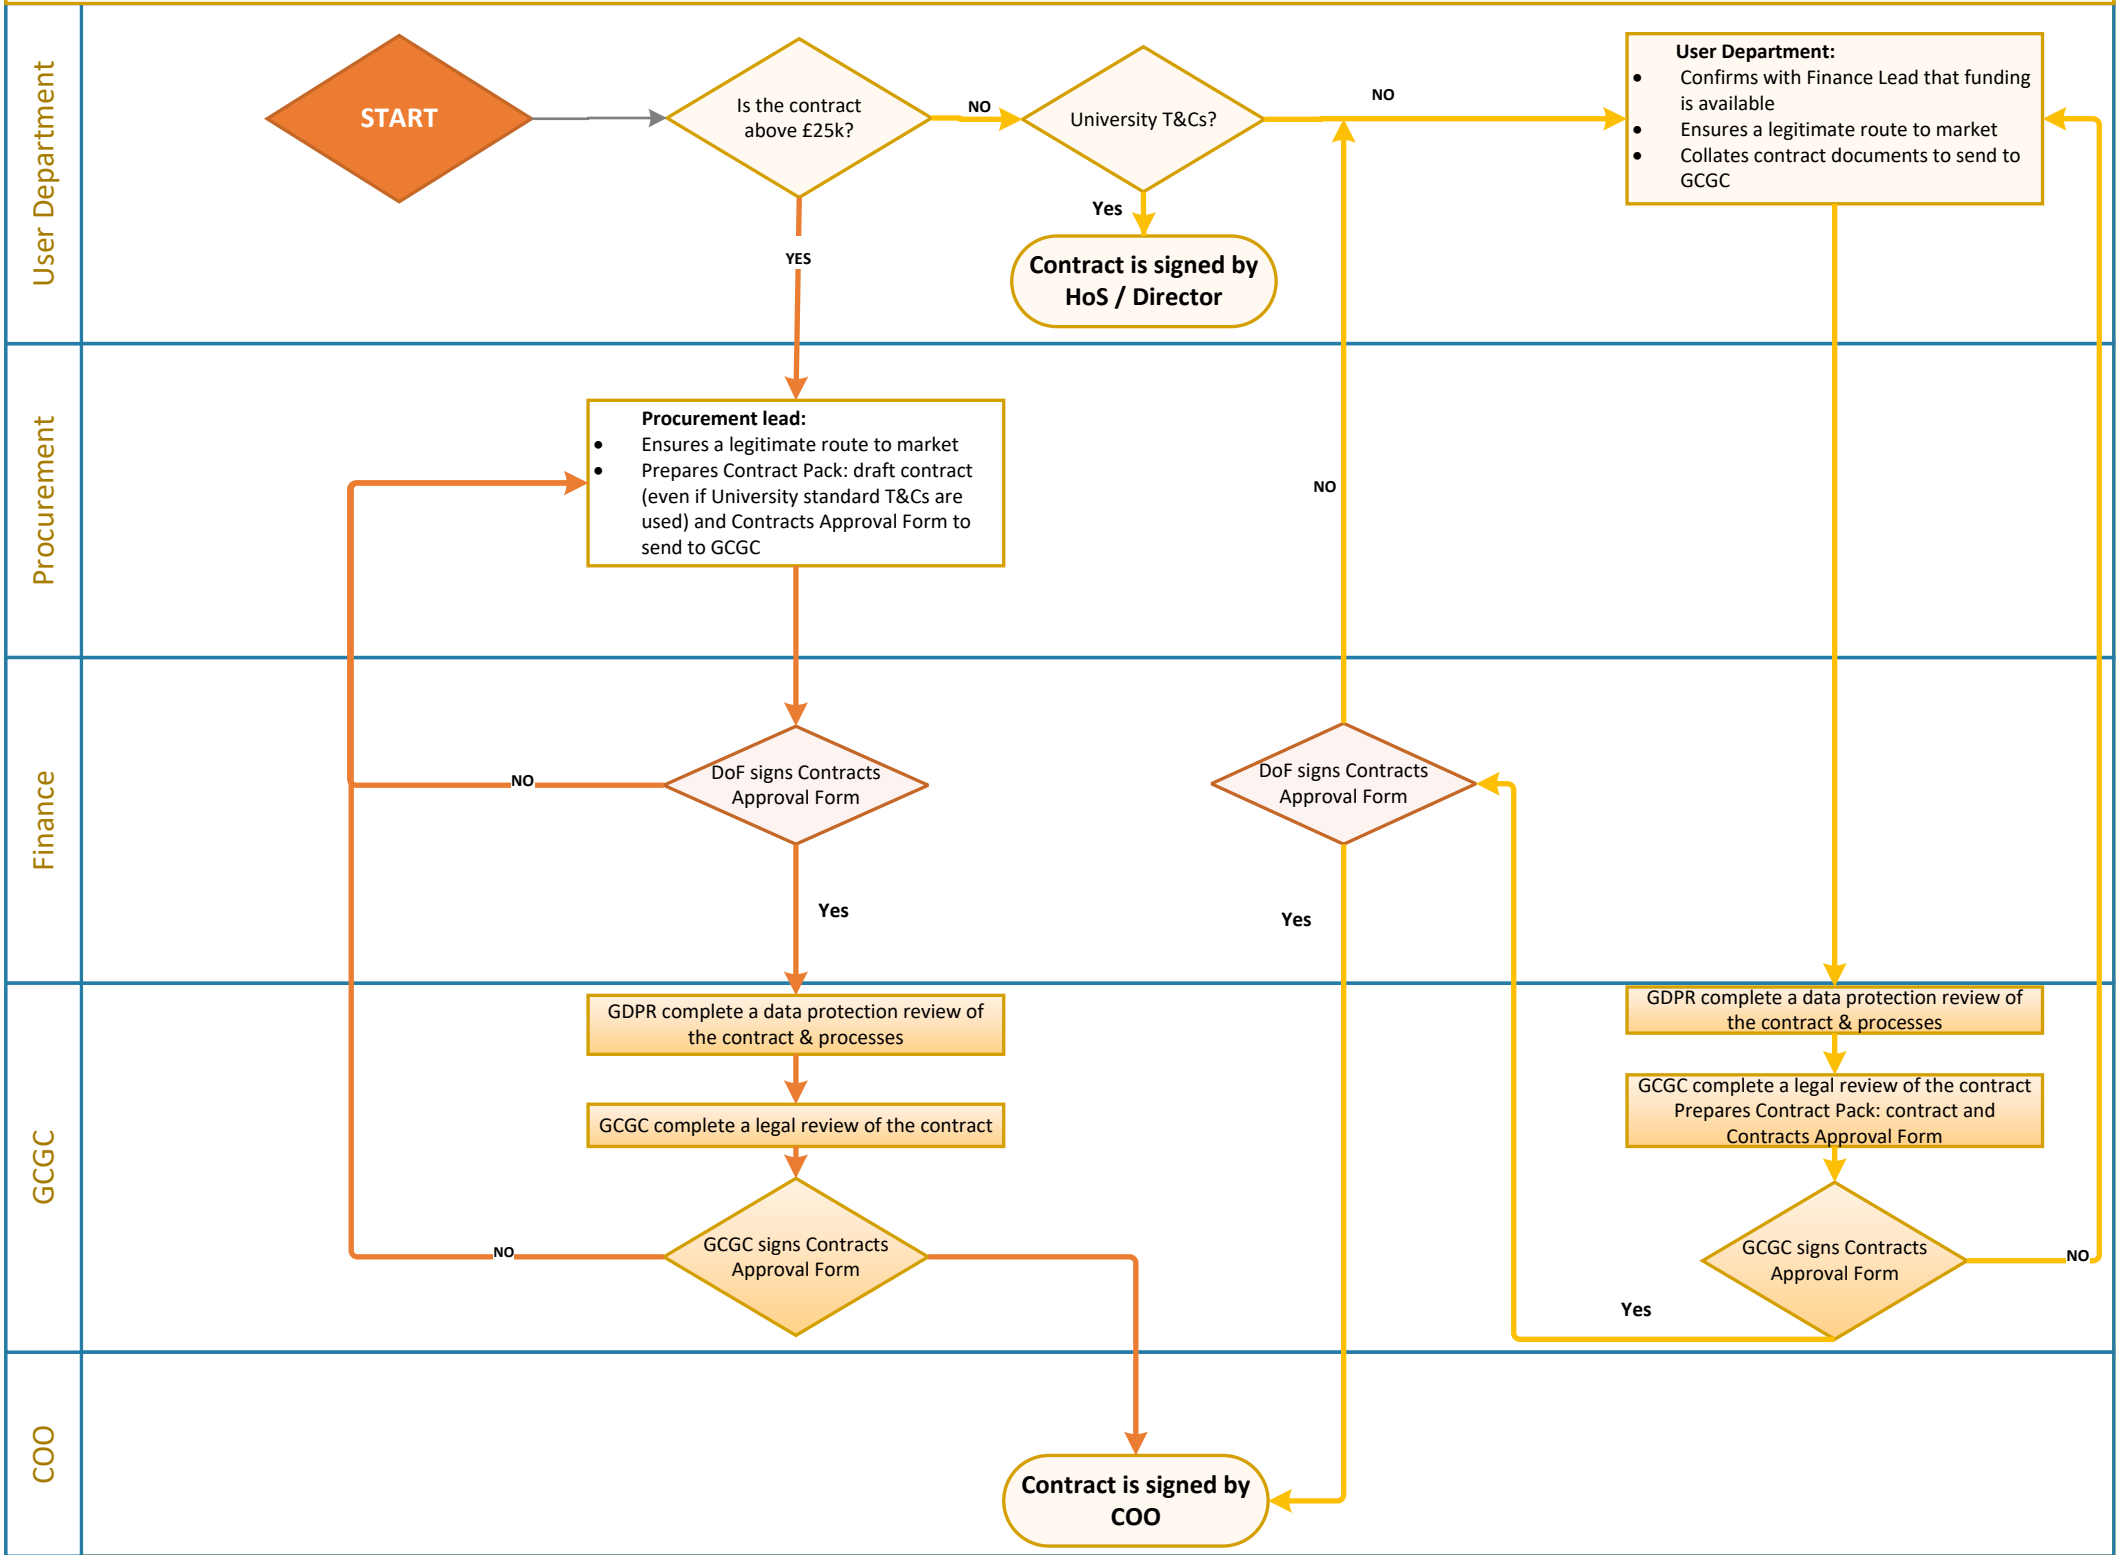 User Department
START
Is the contract
above £25k?
NO
University T&Cs?
NO
User Department:
• Confirms with Finance Lead that funding
is available
• Ensures a legitimate route to market
• Collates contract documents to send to
GCGC
Yes
Contract is signed by
HoS / Director
YES
Procurement
Procurement lead:
• Ensures a legitimate route to market
• Prepares Contract Pack: draft contract
(even if University standard T&Cs are
used) and Contracts Approval Form to
send to GCGC
NO
Finance
NO
DoF signs Contracts
Approval Form
DoF signs Contracts
Approval Form
Yes
Yes
GCGC
GDPR complete a data protection review of
the contract & processes
GDPR complete a data protection review of
the contract & processes
GCGC complete a legal review of the contract
GCGC complete a legal review of the contract
Prepares Contract Pack: contract and
Contracts Approval Form
NO
GCGC signs Contracts
Approval Form
GCGC signs Contracts
Approval Form
NO
Yes
COO
Contract is signed by
COO